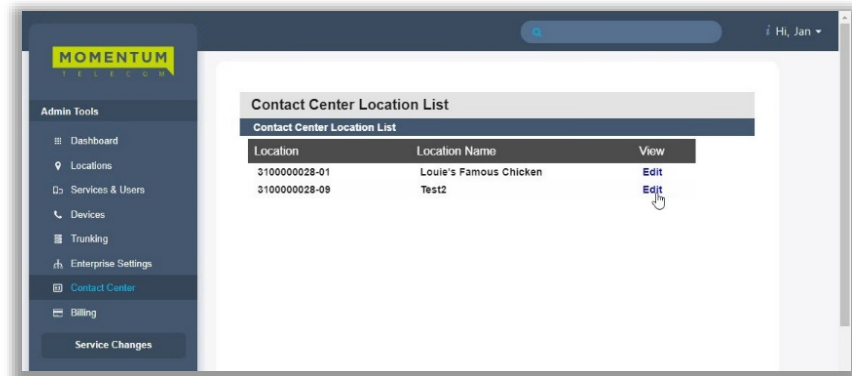 i Hi, Jan
MOMENTUM
TELECOM
Admin Tools
Dashboard
Locations
Services & Users
Devices
Trunking
Enterprise Settings
Contact Center
Billing
Service Changes
Contact Center Location List
Contact Center Location List
Location Location Name View
3100000028-01 Louie's Famous Chicken Edit
3100000028-09 Test2 Edit